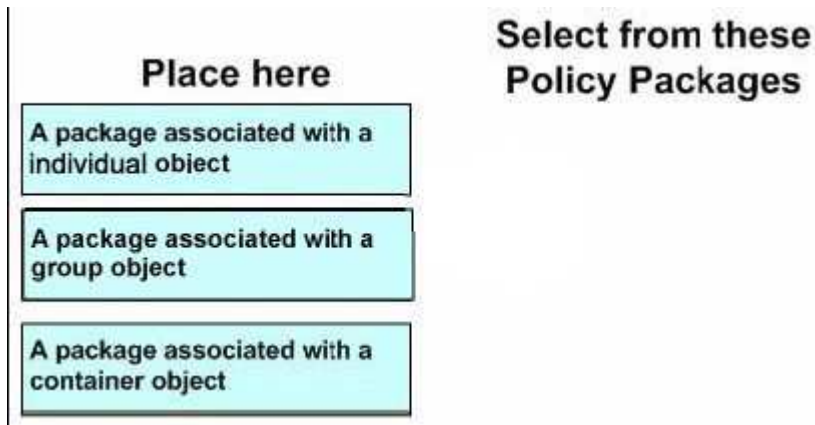 Place here
Select from these
Policy Packages
A package associated with a
individual object
A package associated with a
group object
A package associated with a
container object